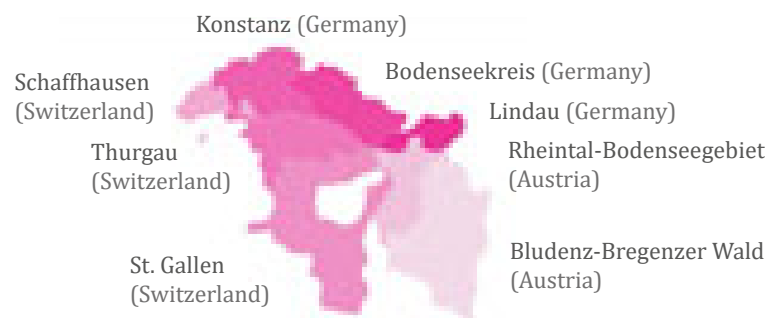 Konstanz (Germany)
Schaffhausen
(Switzerland)
Bodenseekreis (Germany)
Lindau (Germany)
Thurgau
(Switzerland)
Rheintal-Bodenseegebiet
(Austria)
St. Gallen
(Switzerland)
Bludenz-Bregenzer Wald
(Austria)